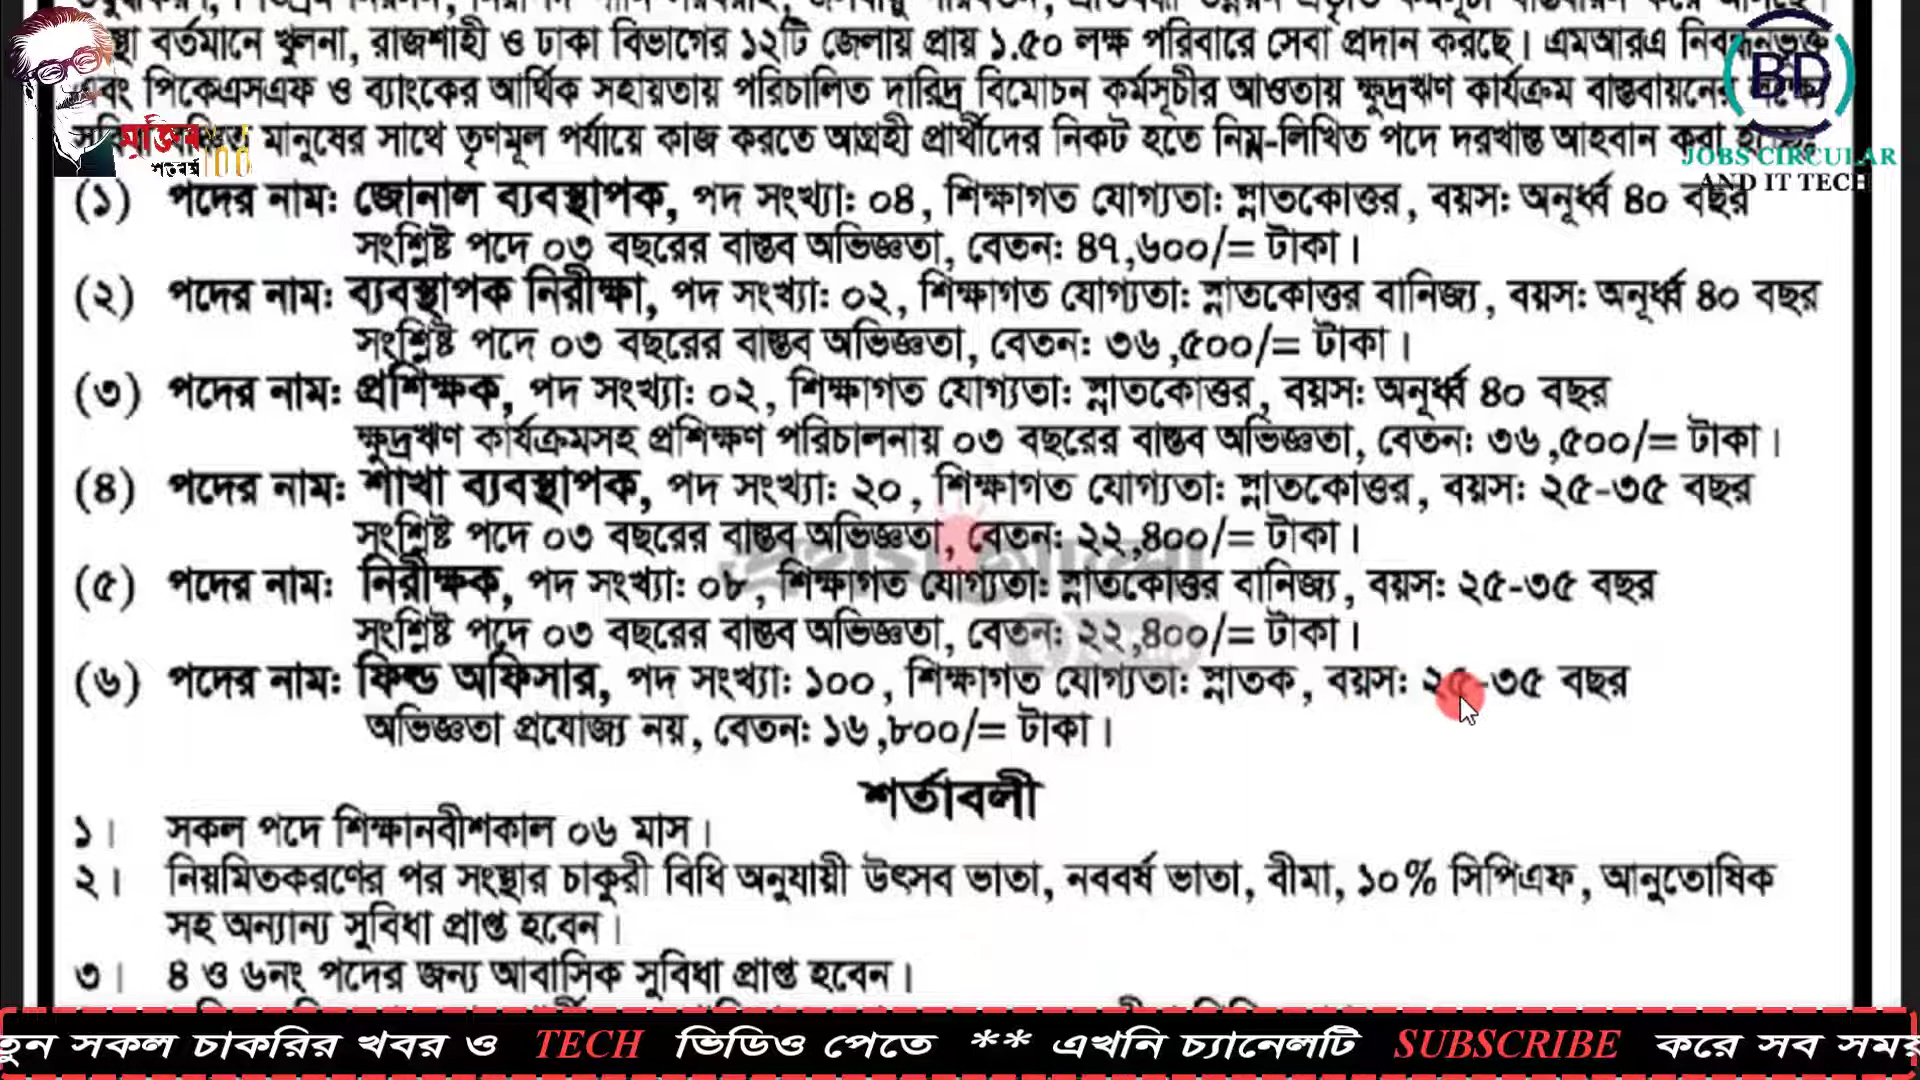 বর্তমানে খুলনা, রাজশাহী ও ঢাকা বিভাগের ১২টি জেলায় প্রায় ১.৫০ লক্ষ পরিবারে সেবা প্রদান করছে। এমআরএ নিবন্ধনভুক্ত
পিকেএসএফ ও ব্যাংকের আর্থিক সহায়তায় পরিচালিত দারিদ্র বিমোচন কর্মসূচীর আওতায় ক্ষুদ্রঋণ কার্যক্রম বাস্তবায়নের
মানুষের সাথে তৃণমূল পর্যায়ে কাজ করতে আগ্রহী প্রার্থীদের নিকট হতে নিম্ন-লিখিত পদে দরখাস্ত আহবান করা
মুজিব
শতবর্ষ 100
BD
JOBS CIRCULAR
AND IT TECH
(১) পদের নাম: জোনাল ব্যবস্থাপক, পদ সংখ্যা: ০৪, শিক্ষাগত যোগ্যতা: স্নাতকোত্তর, বয়স: অনূর্ধ্ব ৪০ বছর
সংশ্লিষ্ট পদে ০৩ বছরের বাস্তব অভিজ্ঞতা, বেতন: ৪৭,৬০০/= টাকা।
(২) পদের নাম: ব্যবস্থাপক নিরীক্ষা, পদ সংখ্যা: ০২, শিক্ষাগত যোগ্যতা: স্নাতকোত্তর বানিজ্য, বয়স: অনূর্ধ্ব ৪০ বছর
সংশ্লিষ্ট পদে ০৩ বছরের বাস্তব অভিজ্ঞতা, বেতন: ৩৬,৫০০/= টাকা।
(৩) পদের নাম: প্রশিক্ষক, পদ সংখ্যা: ০২, শিক্ষাগত যোগ্যতা: স্নাতকোত্তর, বয়স: অনূর্ধ্ব ৪০ বছর
ক্ষুদ্রঋণ কার্যক্রমসহ প্রশিক্ষণ পরিচালনায় ০৩ বছরের বাস্তব অভিজ্ঞতা, বেতন: ৩৬,৫০০/= টাকা।
(৪) পদের নাম: শাখা ব্যবস্থাপক, পদ সংখ্যা: ২০, শিক্ষাগত যোগ্যতা: স্নাতকোত্তর, বয়স: ২৫-৩৫ বছর
সংশ্লিষ্ট পদে ০৩ বছরের বাস্তব অভিজ্ঞতা, বেতন: ২২,৪০০/= টাকা।
(৫) পদের নাম: নিরীক্ষক, পদ সংখ্যা: ০৮, শিক্ষাগত যোগ্যতা: স্নাতকোত্তর বানিজ্য, বয়স: ২৫-৩৫ বছর
সংশ্লিষ্ট পদে ০৩ বছরের বাস্তব অভিজ্ঞতা, বেতন: ২২,৪০০/= টাকা।
(৬) পদের নাম: ফিল্ড অফিসার, পদ সংখ্যা: ১০০, শিক্ষাগত যোগ্যতা: স্নাতক, বয়স: ২৫-৩৫ বছর
অভিজ্ঞতা প্রযোজ্য নয়, বেতন: ১৬,৮০০/= টাকা।
শর্তাবলী
১। সকল পদে শিক্ষানবীশকাল ০৬ মাস।
২। নিয়মিতকরণের পর সংস্থার চাকুরী বিধি অনুযায়ী উৎসব ভাতা, নববর্ষ ভাতা, বীমা, ১০% সিপিএফ, আনুতোষিক
সহ অন্যান্য সুবিধা প্রাপ্ত হবেন।
৩। ৪ ও ৬নং পদের জন্য আবাসিক সুবিধা প্রাপ্ত হবেন।
সকল চাকরির খবর ও TECH ভিডিও পেতে ** এখনি চ্যানেলটি SUBSCRIBE করে সব সময়